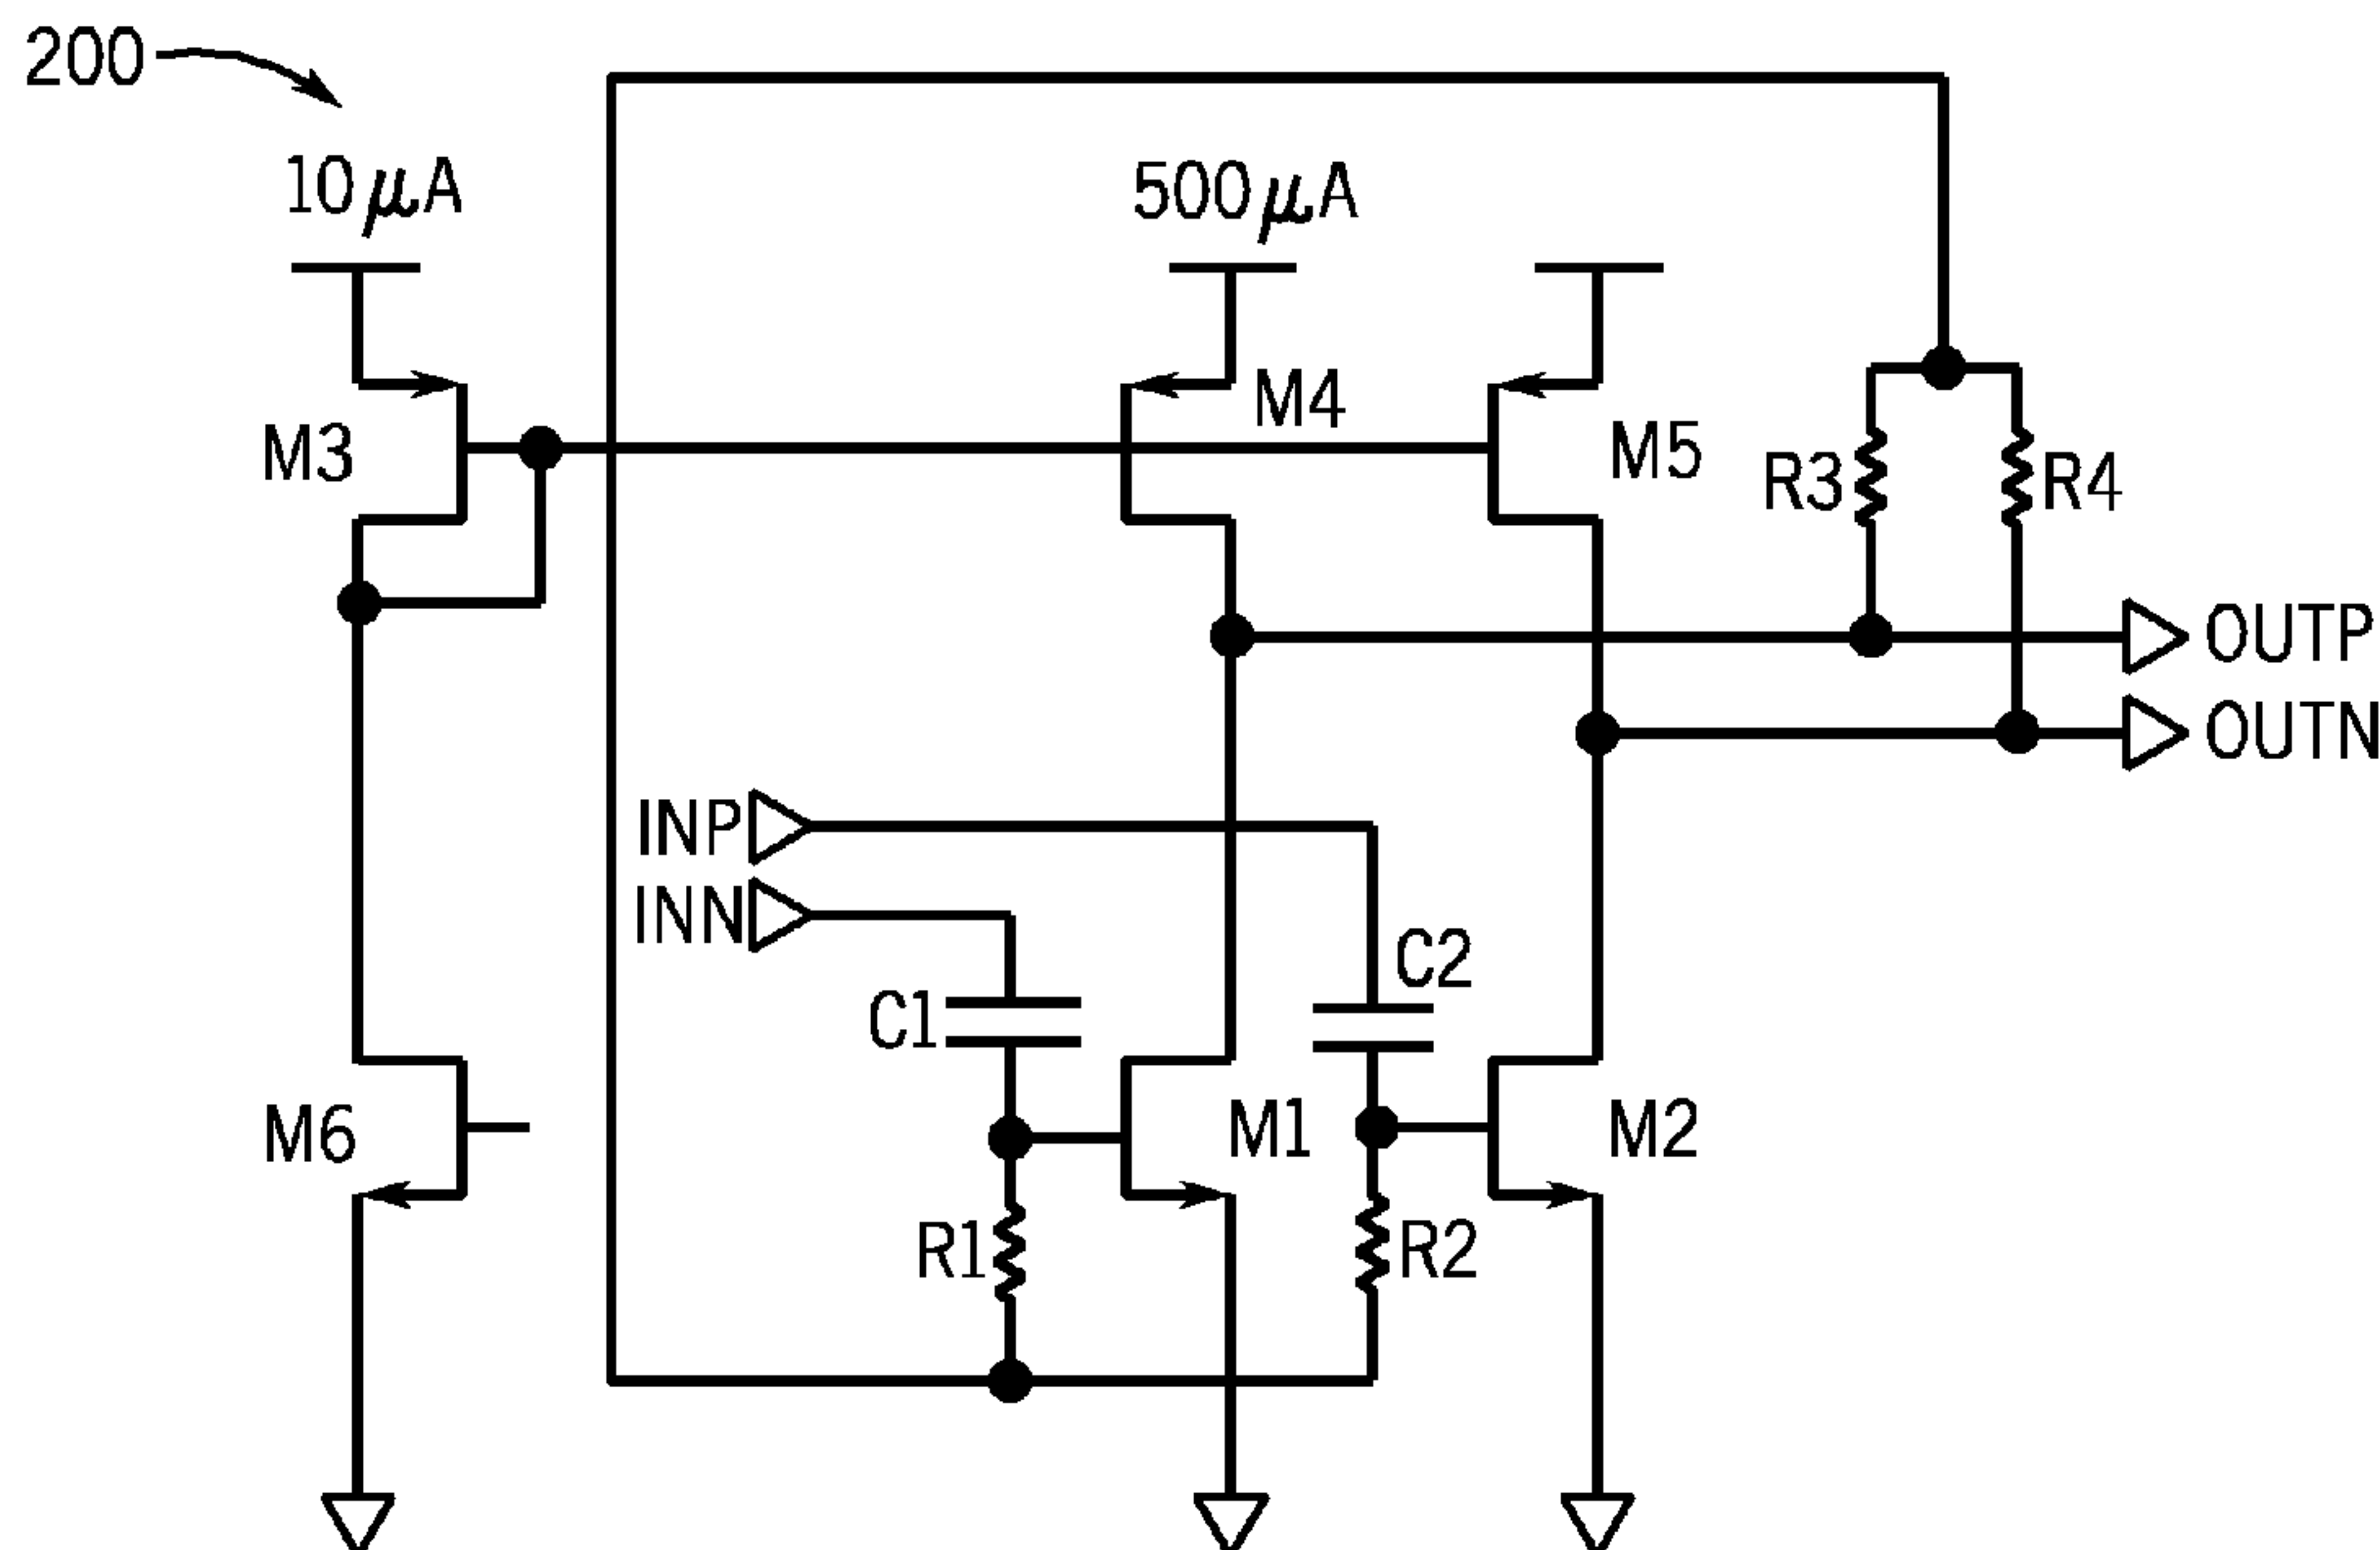 200
10μA
500μA
M4
M3
M5
R3
R4
OUTP
OUTN
INP
INN
C2
C1
M6
M1
M2
R1
R2